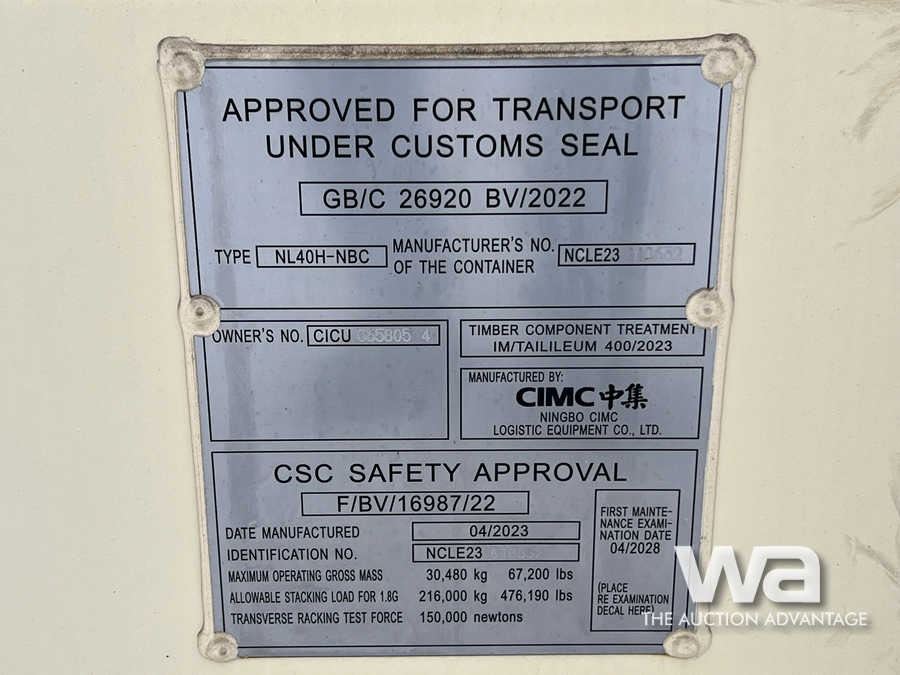 APPROVED FOR TRANSPORT
UNDER CUSTOMS SEAL
GB/C 26920 BV/2022
TYPE NL40H-NBC
MANUFACTURER'S NO.
OF THE CONTAINER
NCLE23
OWNER'S NO. CICU
TIMBER COMPONENT TREATMENT
IM/TAILILEUM 400/2023
MANUFACTURED BY:
CIMC中集
NINGBO CIMC
LOGISTIC EQUIPMENT CO., LTD.
CSC SAFETY APPROVAL
F/BV/16987/22
DATE MANUFACTURED 04/2023
IDENTIFICATION NO. NCLE23
MAXIMUM OPERATING GROSS MASS 30,480 kg 67,200 lbs
ALLOWABLE STACKING LOAD FOR 1.8G 216,000 kg 476,190 lbs
TRANSVERSE RACKING TEST FORCE 150,000 newtons
FIRST MAINTE-
NANCE EXAMI-
NATION DATE
04/2028
(PLACE
RE EXAMINATION
DECAL HERE)
wa
THE AUCTION ADVANTAGE